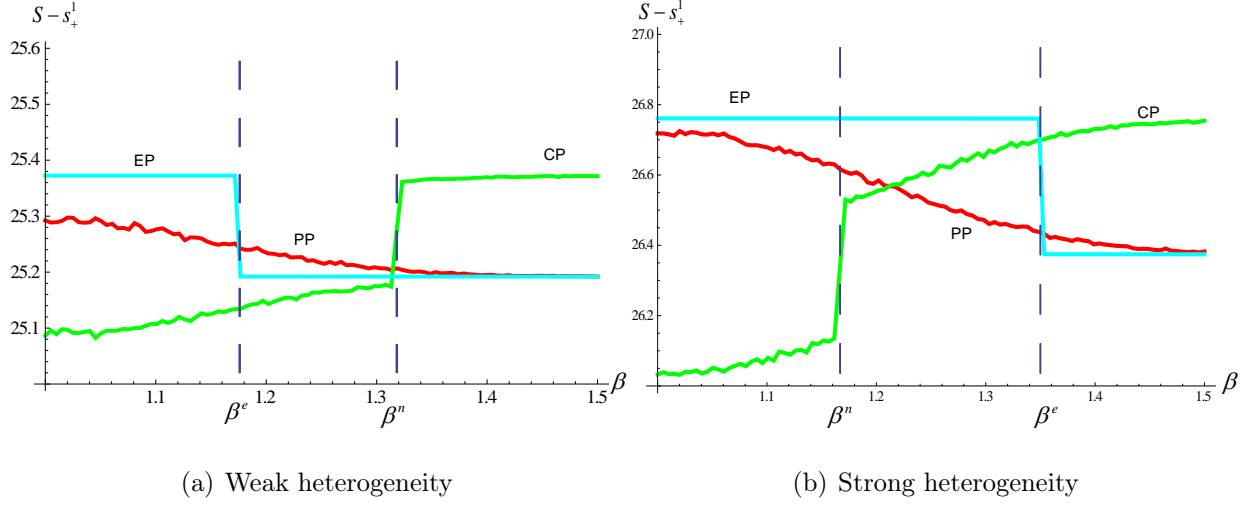 S − s₊¹
25.6
25.5
25.4
25.3
25.2
25.1
EP
PP
CP
1.1
1.2
1.3
1.4
1.5
β
βᵉ
βⁿ
(a) Weak heterogeneity
S − s₊¹
27.0
26.8
26.6
26.4
26.2
EP
CP
PP
1.1
1.2
1.3
1.4
1.5
β
βⁿ
βᵉ
(b) Strong heterogeneity